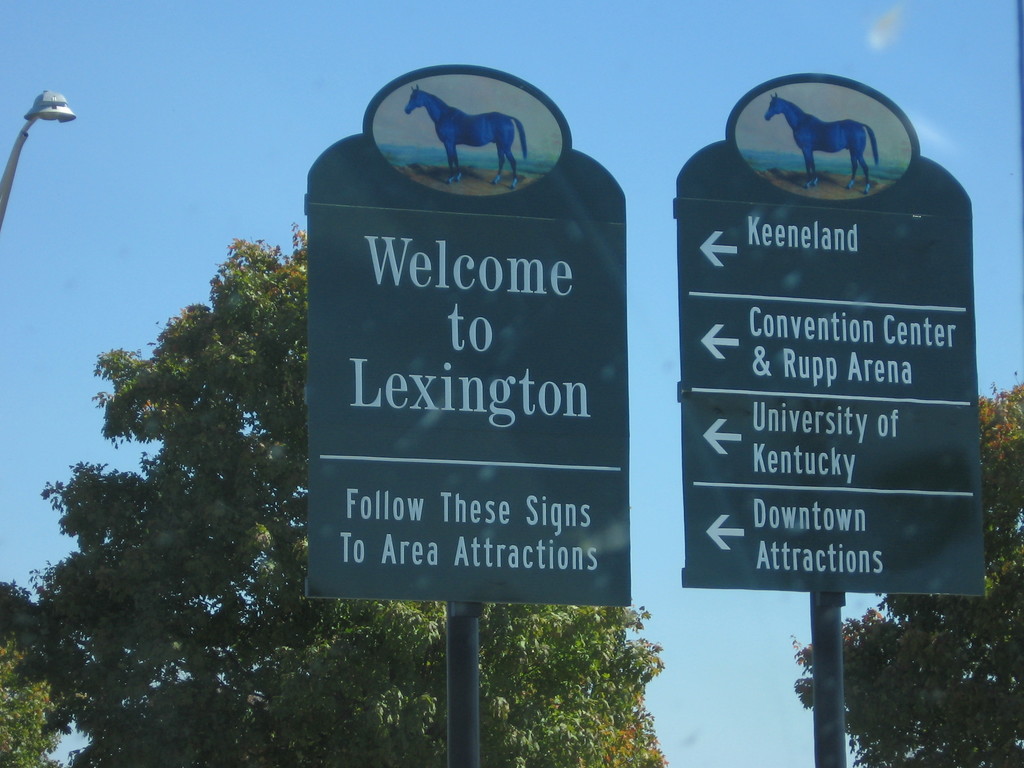 Welcome
to
Lexington
Follow These Signs
To Area Attractions
Keeneland
Convention Center
& Rupp Arena
University of
Kentucky
Downtown
Attractions